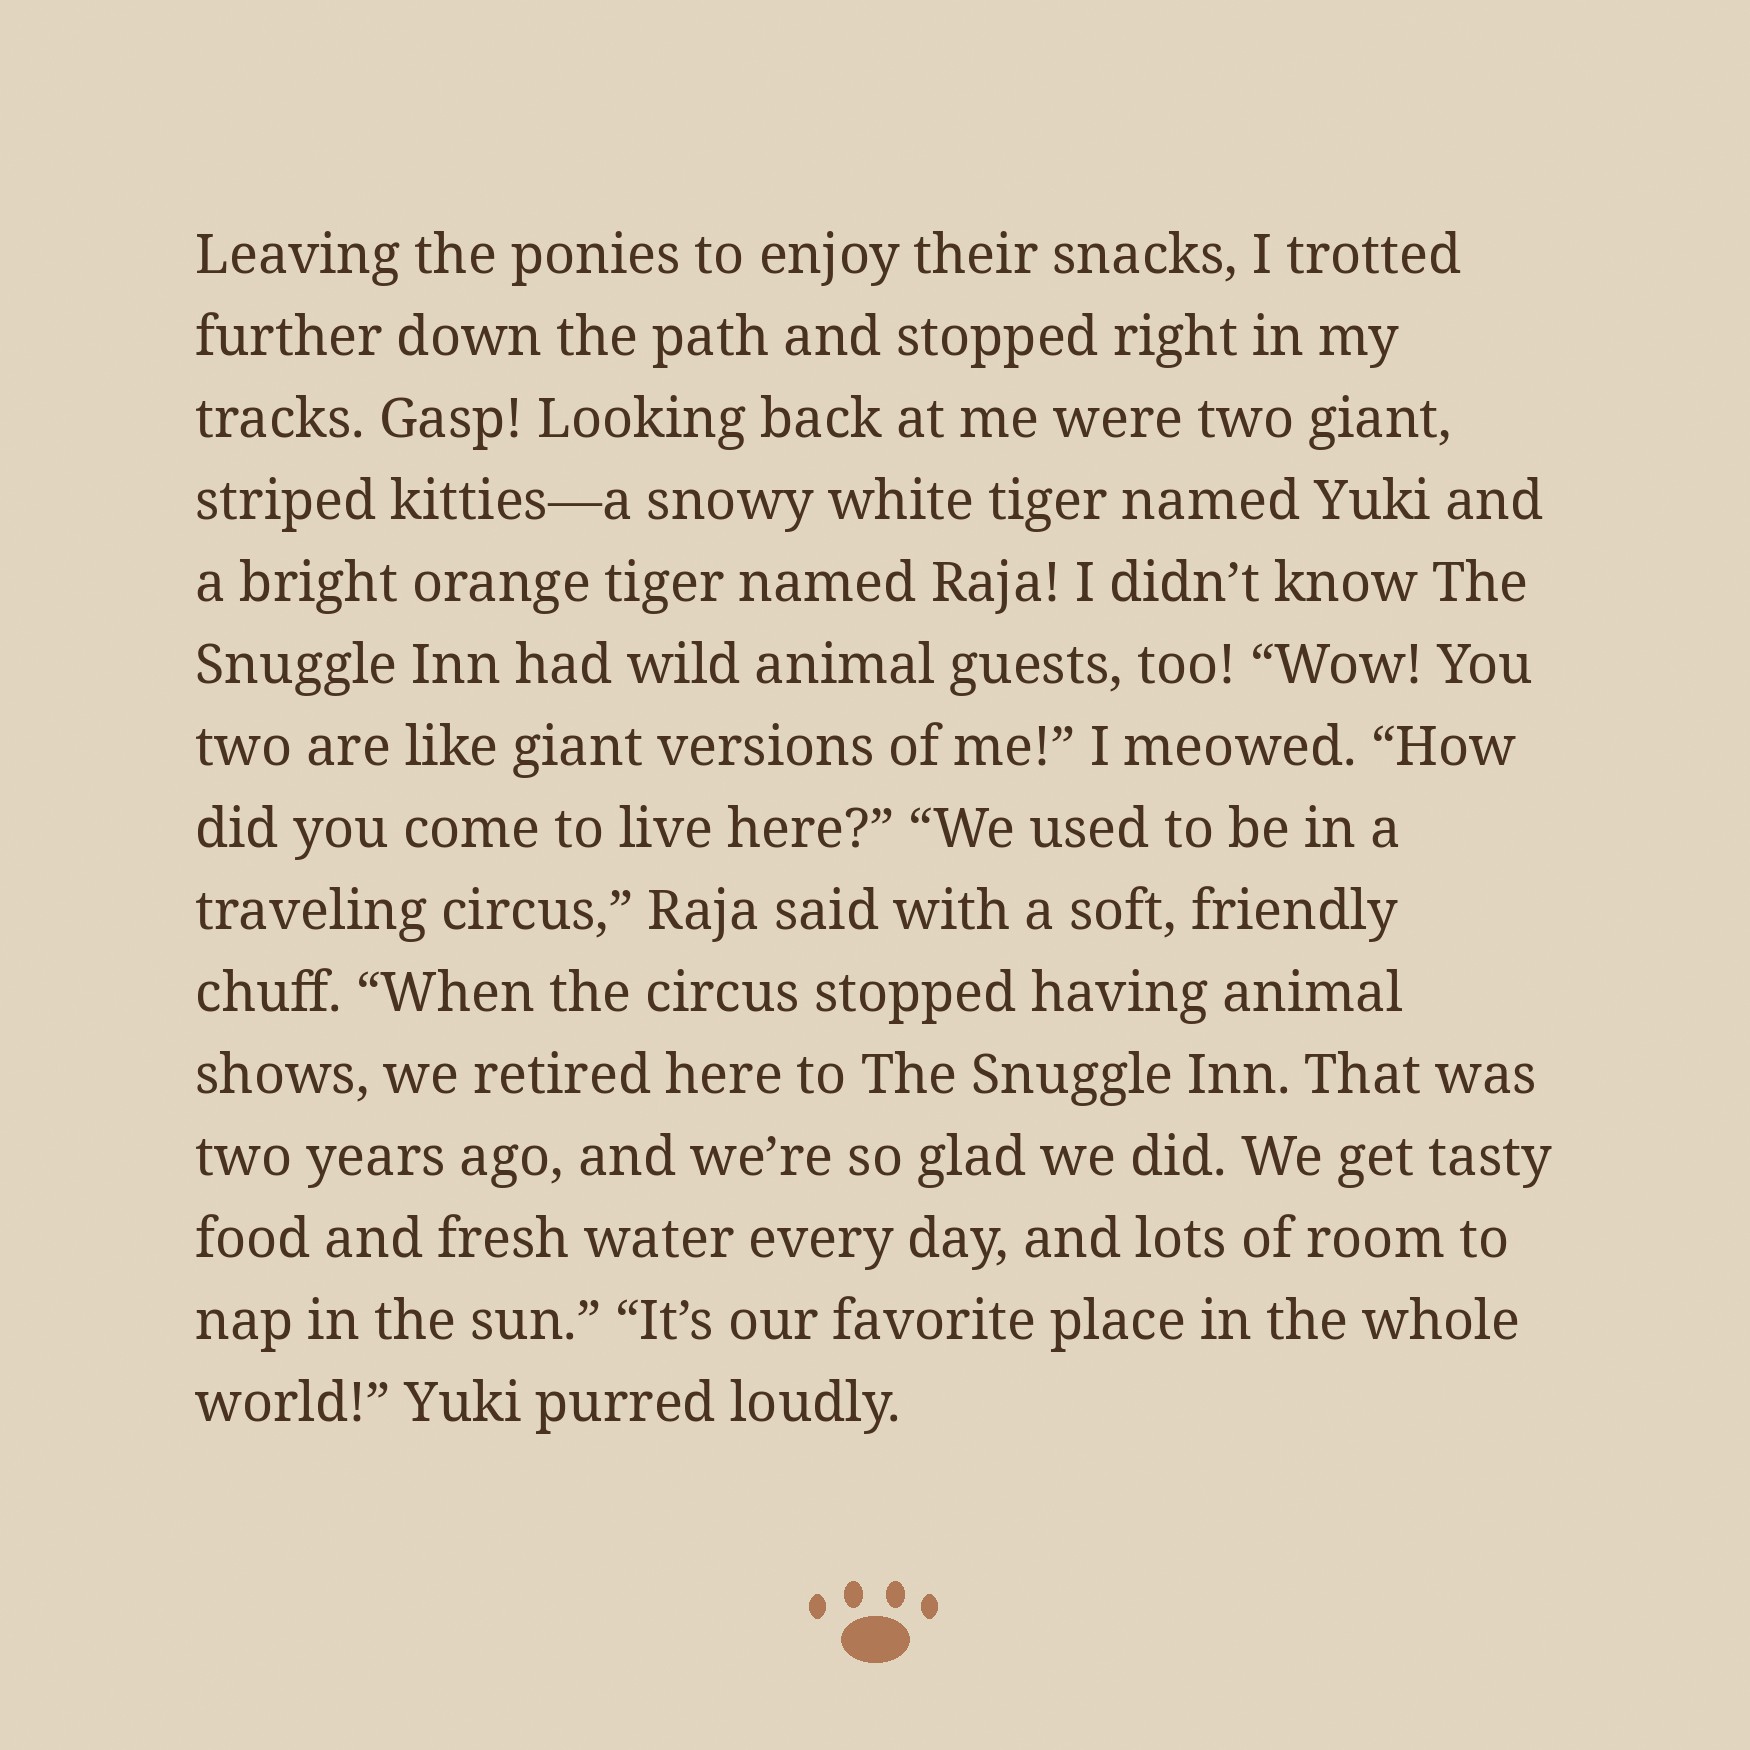 Leaving the ponies to enjoy their snacks, I trotted
further down the path and stopped right in my
tracks. Gasp! Looking back at me were two giant,
striped kitties—a snowy white tiger named Yuki and
a bright orange tiger named Raja! I didn’t know The
Snuggle Inn had wild animal guests, too! “Wow! You
two are like giant versions of me!” I meowed. “How
did you come to live here?” “We used to be in a
traveling circus,” Raja said with a soft, friendly
chuff. “When the circus stopped having animal
shows, we retired here to The Snuggle Inn. That was
two years ago, and we’re so glad we did. We get tasty
food and fresh water every day, and lots of room to
nap in the sun.” “It’s our favorite place in the whole
world!” Yuki purred loudly.